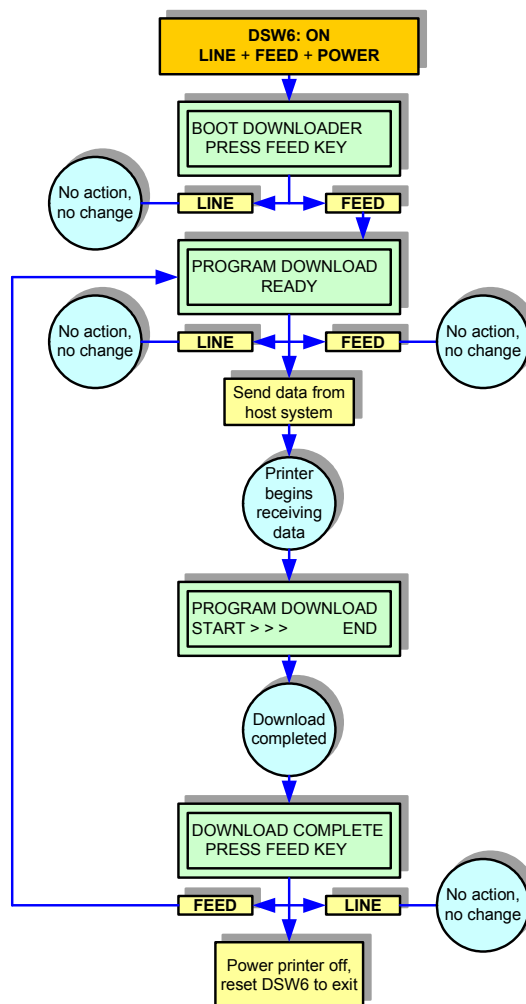 DSW6: ON
LINE + FEED + POWER
BOOT DOWNLOADER
PRESS FEED KEY
No action,
no change
LINE
FEED
PROGRAM DOWNLOAD
READY
No action,
no change
LINE
FEED
No action,
no change
Send data from
host system
Printer
begins
receiving
data
PROGRAM DOWNLOAD
START > > > END
Download
completed
DOWNLOAD COMPLETE
PRESS FEED KEY
FEED
LINE
No action,
no change
Power printer off,
reset DSW6 to exit